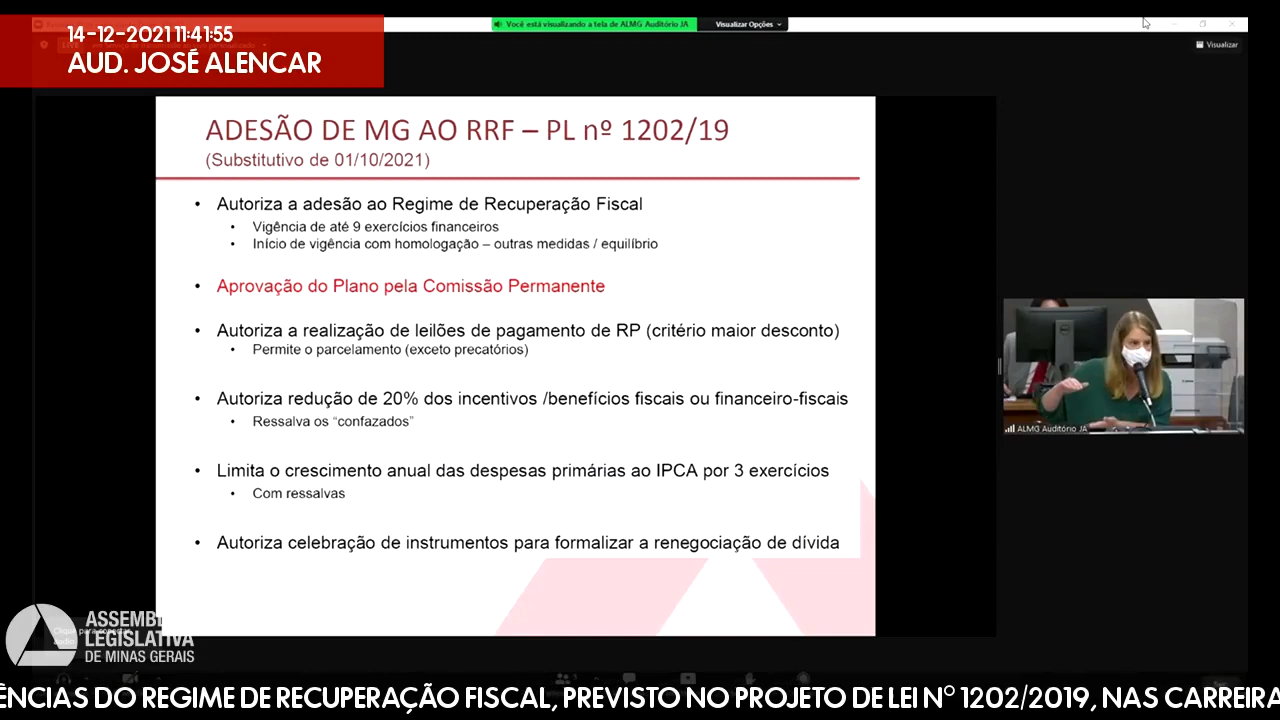 14-12-2021 11:41:55
AUD. JOSÉ ALENCAR
Você está visualizando a tela de ALMG Auditório JA
Visualizar Opções
Visualizar
ADESÃO DE MG AO RRF – PL nº 1202/19
(Substitutivo de 01/10/2021)
• Autoriza a adesão ao Regime de Recuperação Fiscal
• Vigência de até 9 exercícios financeiros
• Início de vigência com homologação – outras medidas / equilíbrio
• Aprovação do Plano pela Comissão Permanente
• Autoriza a realização de leilões de pagamento de RP (critério maior desconto)
• Permite o parcelamento (exceto precatórios)
• Autoriza redução de 20% dos incentivos /benefícios fiscais ou financeiro-fiscais
• Ressalva os “confazados”
• Limita o crescimento anual das despesas primárias ao IPCA por 3 exercícios
• Com ressalvas
• Autoriza celebração de instrumentos para formalizar a renegociação de dívida
ALMG Auditório JA
ASSEMBL
LEGISLATIVA
DE MINAS GERAIS
ÊNCIAS DO REGIME DE RECUPERAÇÃO FISCAL, PREVISTO NO PROJETO DE LEI Nº 1202/2019, NAS CARREIRA